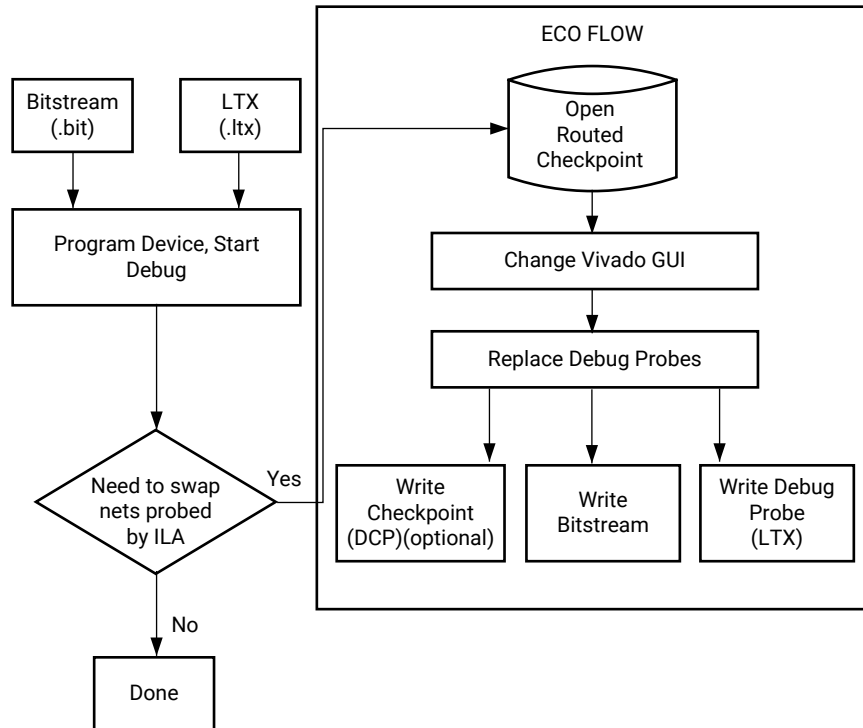 ECO FLOW
Bitstream
(.bit)
LTX
(.ltx)
Open
Routed
Checkpoint
Program Device, Start
Debug
Change Vivado GUI
Replace Debug Probes
Need to swap
nets probed
by ILA
Yes
Write
Checkpoint
(DCP)(optional)
Write
Bitstream
Write Debug
Probe
(LTX)
No
Done